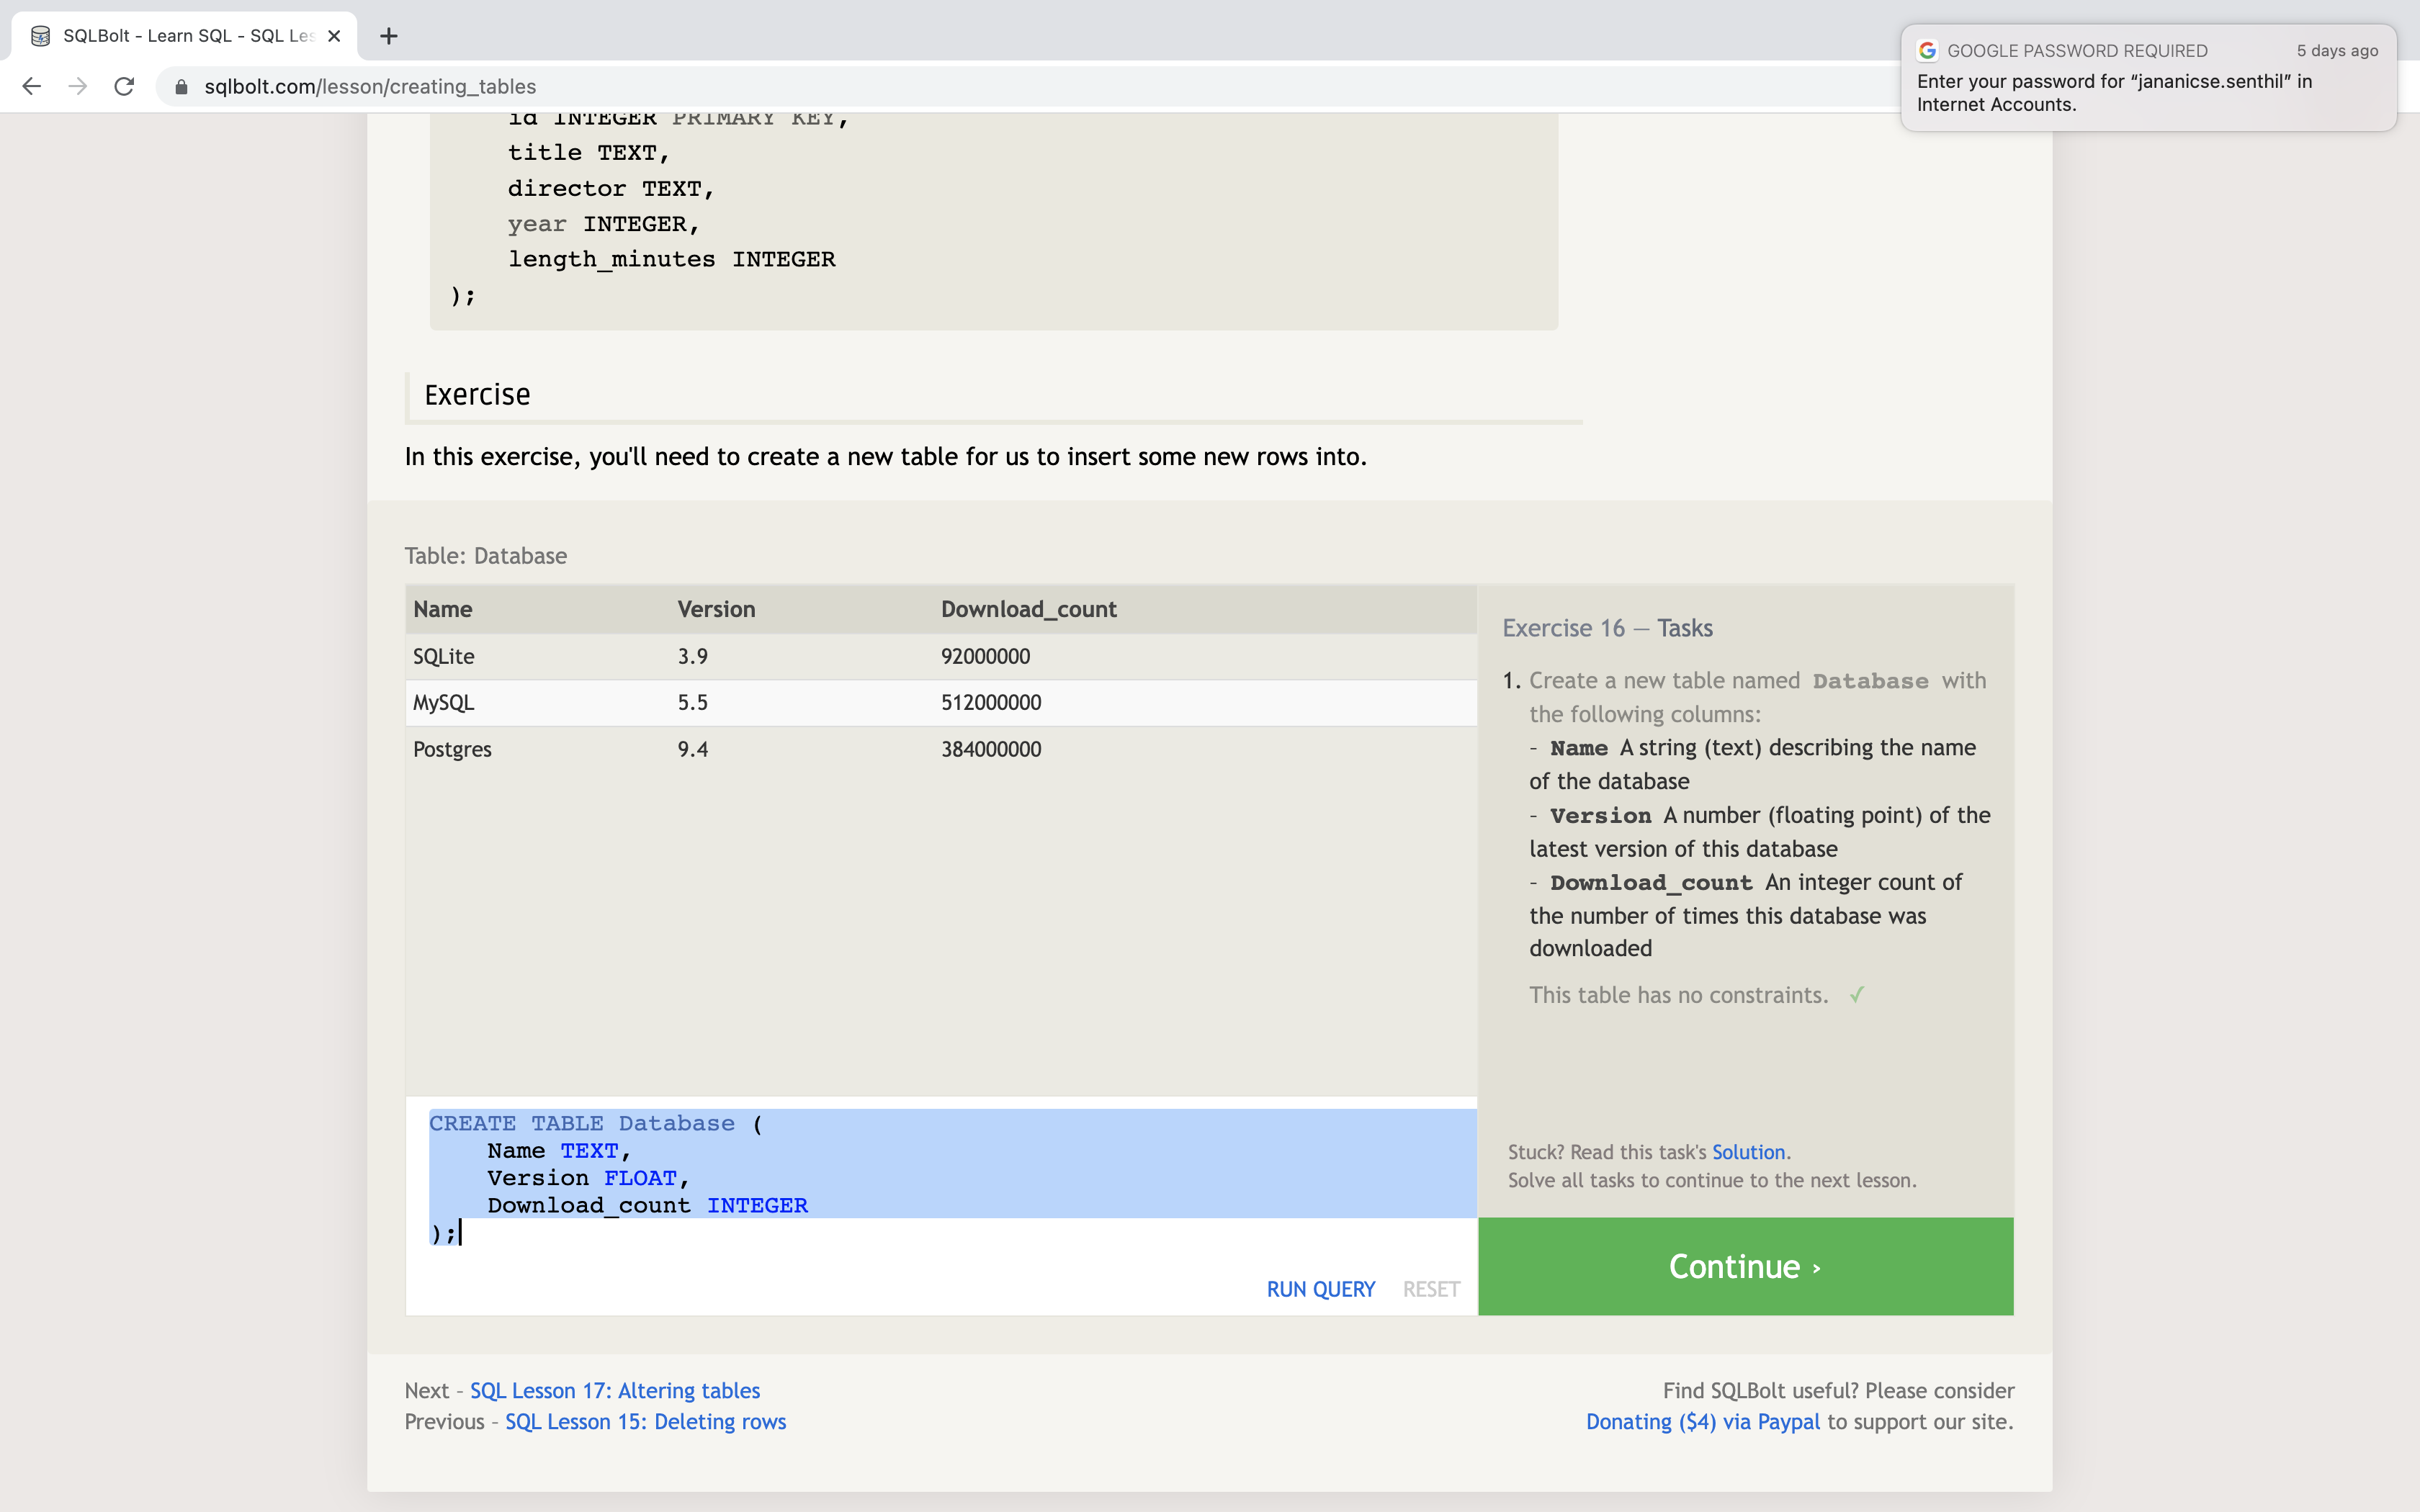 SQLBolt - Learn SQL - SQL Les
GOOGLE PASSWORD REQUIRED 5 days ago
Enter your password for “jananicse.senthil” in
Internet Accounts.
sqlbolt.com/lesson/creating_tables
id INTEGER PRIMARY KEY,
title TEXT,
director TEXT,
year INTEGER,
length_minutes INTEGER
);
Exercise
In this exercise, you'll need to create a new table for us to insert some new rows into.
Table: Database
Name Version Download_count
SQLite 3.9 92000000
MySQL 5.5 512000000
Postgres 9.4 384000000
Exercise 16 — Tasks
1. Create a new table named Database with
the following columns:
- Name A string (text) describing the name
of the database
- Version A number (floating point) of the
latest version of this database
- Download_count An integer count of
the number of times this database was
downloaded
This table has no constraints. ✓
CREATE TABLE Database (
Name TEXT,
Version FLOAT,
Download_count INTEGER
);
RUN QUERY RESET
Stuck? Read this task's Solution.
Solve all tasks to continue to the next lesson.
Continue ›
Next – SQL Lesson 17: Altering tables
Previous – SQL Lesson 15: Deleting rows
Find SQLBolt useful? Please consider
Donating ($4) via Paypal to support our site.